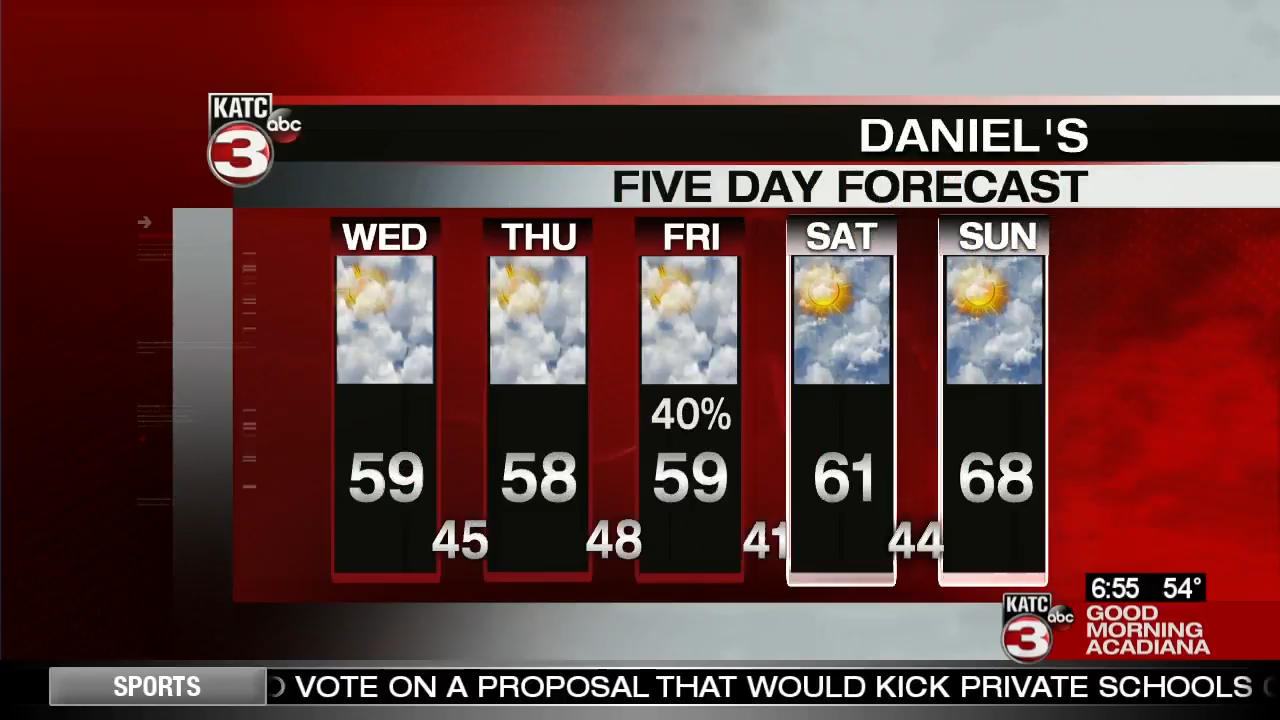 KATC
abc
3
DANIEL'S
FIVE DAY FORECAST
WED THU FRI SAT SUN
40%
59 58 59 61 68
45 48 41 44
6:55 54°
KATC
abc
3
GOOD
MORNING
ACADIANA
SPORTS
VOTE ON A PROPOSAL THAT WOULD KICK PRIVATE SCHOOLS